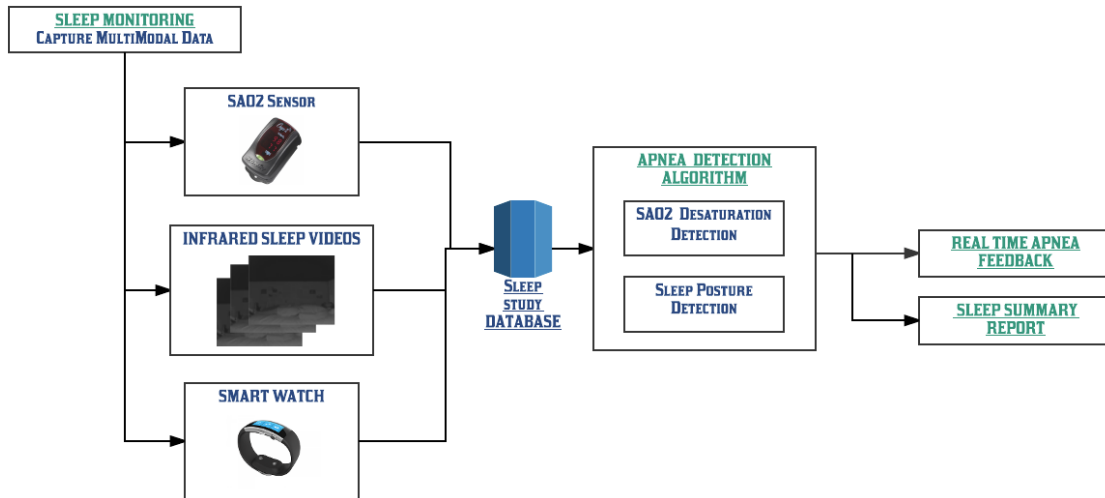 SLEEP MONITORING
CAPTURE MULTIMODAL DATA
SAO2 SENSOR
INFRARED SLEEP VIDEOS
SMART WATCH
SLEEP
STUDY
DATABASE
APNEA DETECTION
ALGORITHM
SAO2 DESATURATION
DETECTION
SLEEP POSTURE
DETECTION
REAL TIME APNEA
FEEDBACK
SLEEP SUMMARY
REPORT